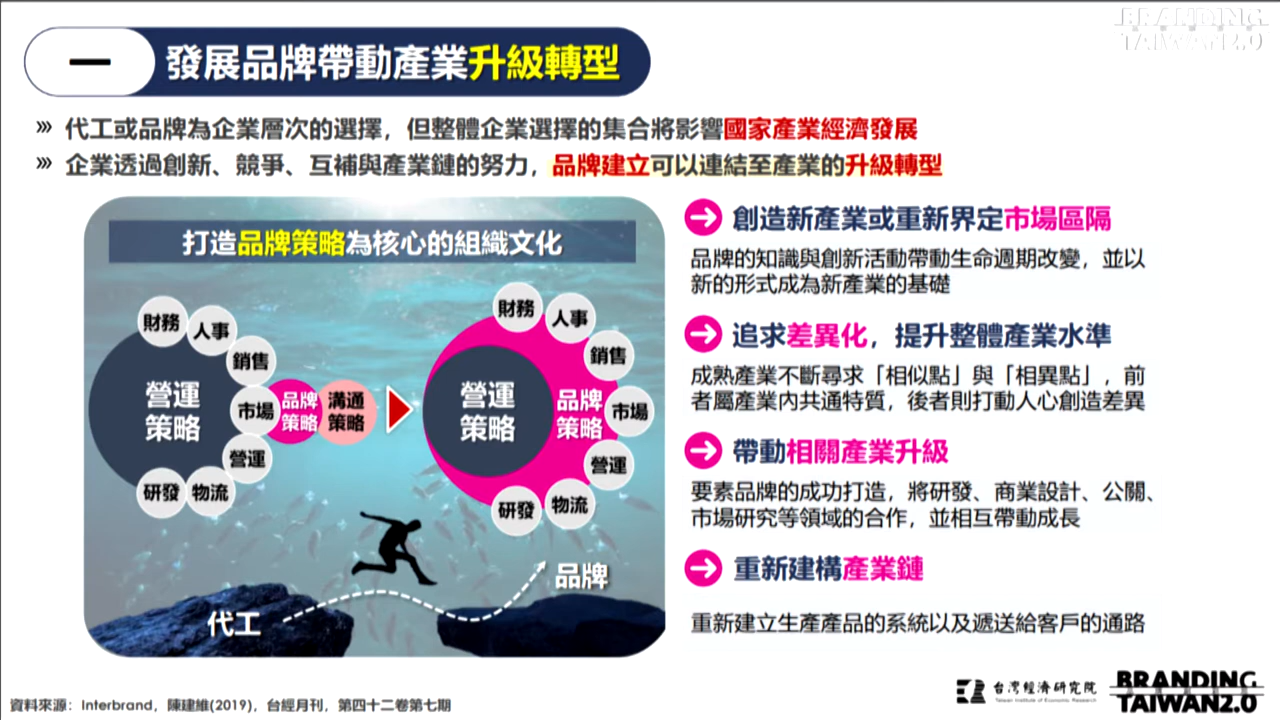 BRANDING
TAIWAN2.0
一
發展品牌帶動產業升級轉型
代工或品牌為企業層次的選擇，但整體企業選擇的集合將影響國家產業經濟發展
企業透過創新、競爭、互補與產業鏈的努力，品牌建立可以連結至產業的升級轉型
打造品牌策略為核心的組織文化
財務
人事
銷售
營運
策略
市場
品牌
策略
溝通
策略
營運
研發
物流
財務
人事
銷售
營運
策略
品牌
策略
市場
營運
研發
物流
代工
品牌
創造新產業或重新界定市場區隔
品牌的知識與創新活動帶動生命週期改變，並以
新的形式成為新產業的基礎
追求差異化，提升整體產業水準
成熟產業不斷尋求「相似點」與「相異點」，前
者屬產業內共通特質，後者則打動人心創造差異
帶動相關產業升級
要素品牌的成功打造，將研發、商業設計、公關、
市場研究等領域的合作，並相互帶動成長
重新建構產業鏈
重新建立生產產品的系統以及遞送給客戶的通路
資料來源：Interbrand，陳建維(2019)，台經月刊，第四十二卷第七期
台灣經濟研究院
Taiwan Institute of Economic Research
BRANDING
TAIWAN2.0